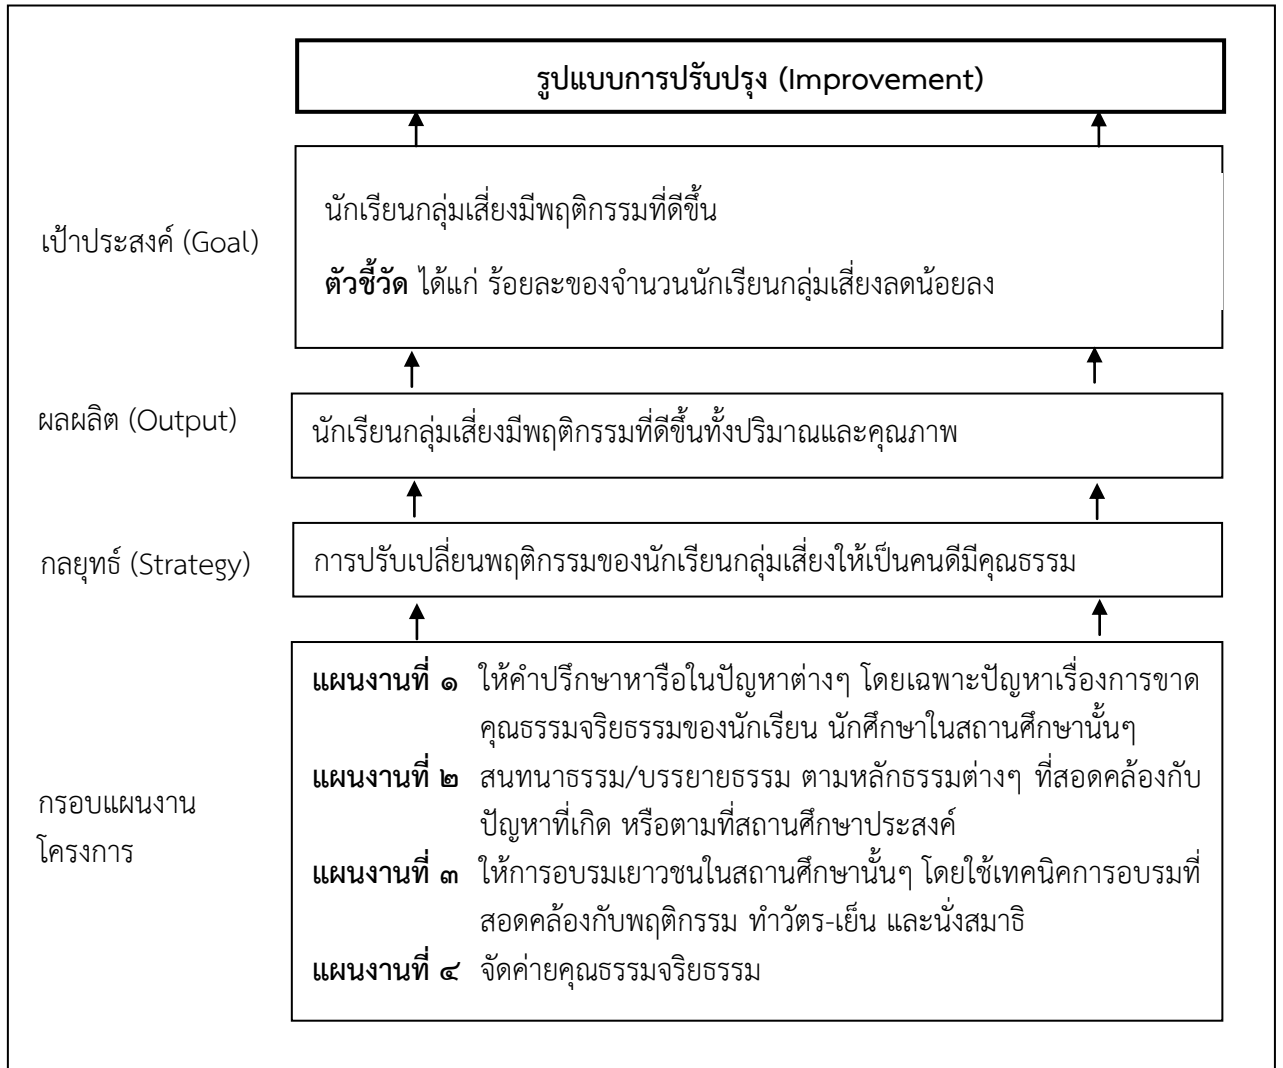 รูปแบบการปรับปรุง (Improvement)
เป้าประสงค์ (Goal)
นักเรียนกลุ่มเสี่ยงมีพฤติกรรมที่ดีขึ้น
ตัวชี้วัด ได้แก่ ร้อยละของจำนวนนักเรียนกลุ่มเสี่ยงลดน้อยลง
ผลผลิต (Output)
นักเรียนกลุ่มเสี่ยงมีพฤติกรรมที่ดีขึ้นทั้งปริมาณและคุณภาพ
กลยุทธ์ (Strategy)
การปรับเปลี่ยนพฤติกรรมของนักเรียนกลุ่มเสี่ยงให้เป็นคนดีมีคุณธรรม
กรอบแผนงาน
โครงการ
แผนงานที่ ๑ ให้คำปรึกษาหารือในปัญหาต่างๆ โดยเฉพาะปัญหาเรื่องการขาด
คุณธรรมจริยธรรมของนักเรียน นักศึกษาในสถานศึกษานั้นๆ
แผนงานที่ ๒ สนทนาธรรม/บรรยายธรรม ตามหลักธรรมต่างๆ ที่สอดคล้องกับ
ปัญหาที่เกิด หรือตามที่สถานศึกษาประสงค์
แผนงานที่ ๓ ให้การอบรมเยาวชนในสถานศึกษานั้นๆ โดยใช้เทคนิคการอบรมที่
สอดคล้องกับพฤติกรรม ทำวัตร-เย็น และนั่งสมาธิ
แผนงานที่ ๔ จัดค่ายคุณธรรมจริยธรรม